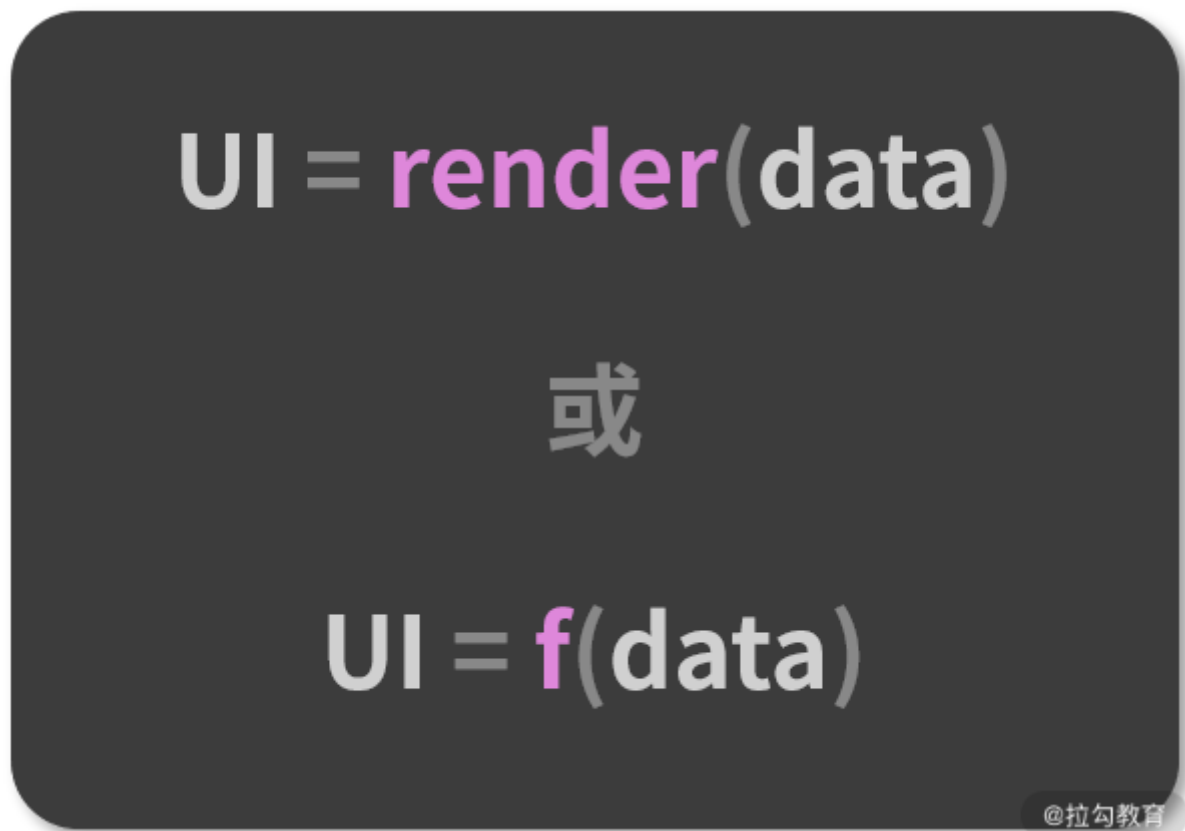 UI = render(data)
或
UI = f(data)
@拉勾教育